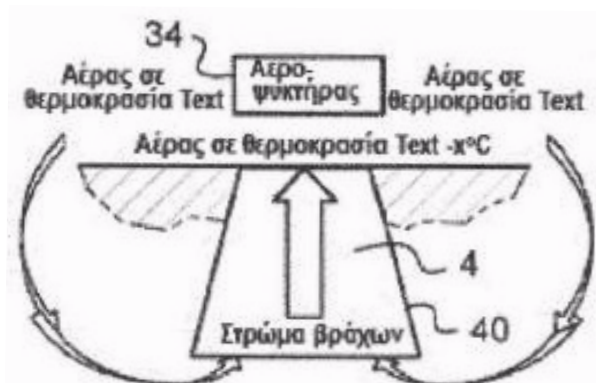 34
Αέρας σε
θερμοκρασία Text
Αερο-
ψυκτήρας
Αέρας σε
θερμοκρασία Text
Αέρας σε θερμοκρασία Text -x°C
4
Στρώμα βράχων
40